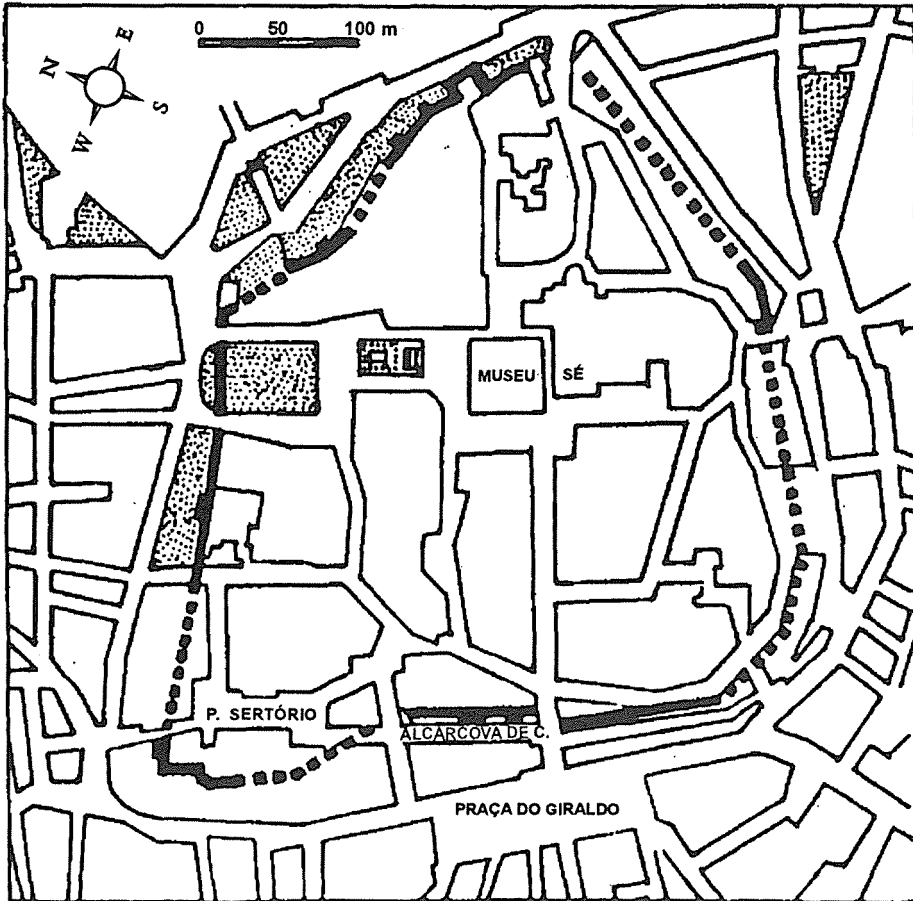 0 50 100 m
N E
W S
MUSEU SÉ
P. SERTÓRIO
ALCARCOVA DE C.
PRAÇA DO GIRALDO